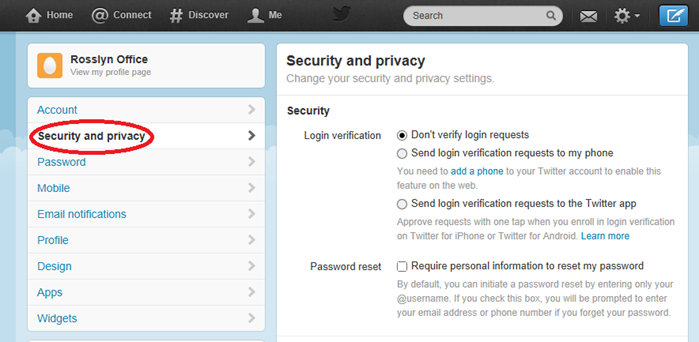 Home Connect Discover Me Search
Rosslyn Office
View my profile page
Account
Security and privacy
Password
Mobile
Email notifications
Profile
Design
Apps
Widgets
Security and privacy
Change your security and privacy settings.
Security
Login verification
Don't verify login requests
Send login verification requests to my phone
You need to add a phone to your Twitter account to enable this
feature on the web.
Send login verification requests to the Twitter app
Approve requests with one tap when you enroll in login verification
on Twitter for iPhone or Twitter for Android. Learn more
Password reset
Require personal information to reset my password
By default, you can initiate a password reset by entering only your
@username. If you check this box, you will be prompted to enter
your email address or phone number if you forget your password.